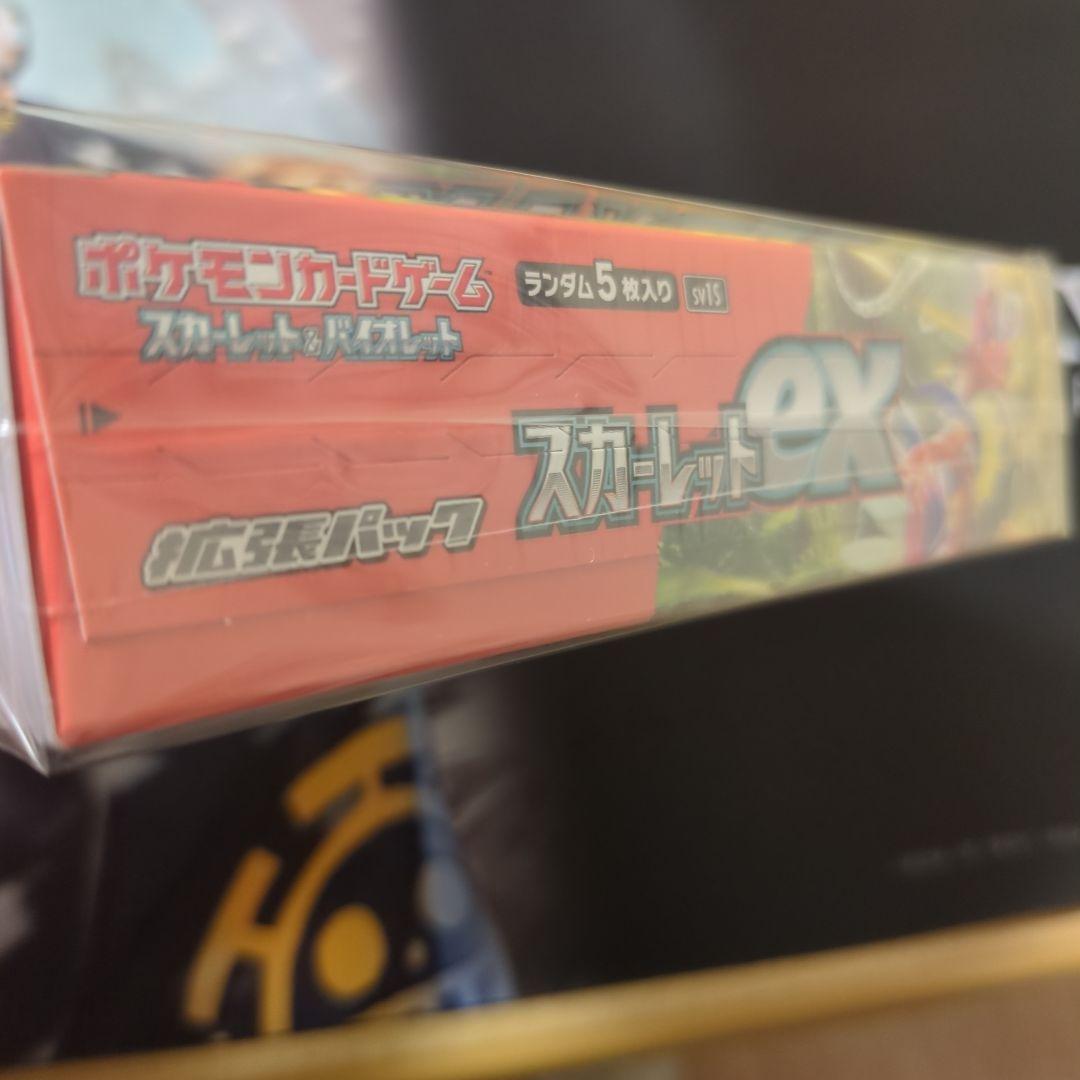 ポケモンカードゲーム
スカーレット&バイオレット
ランダム5枚入り
SV1S
スカーレットex
拡張パック